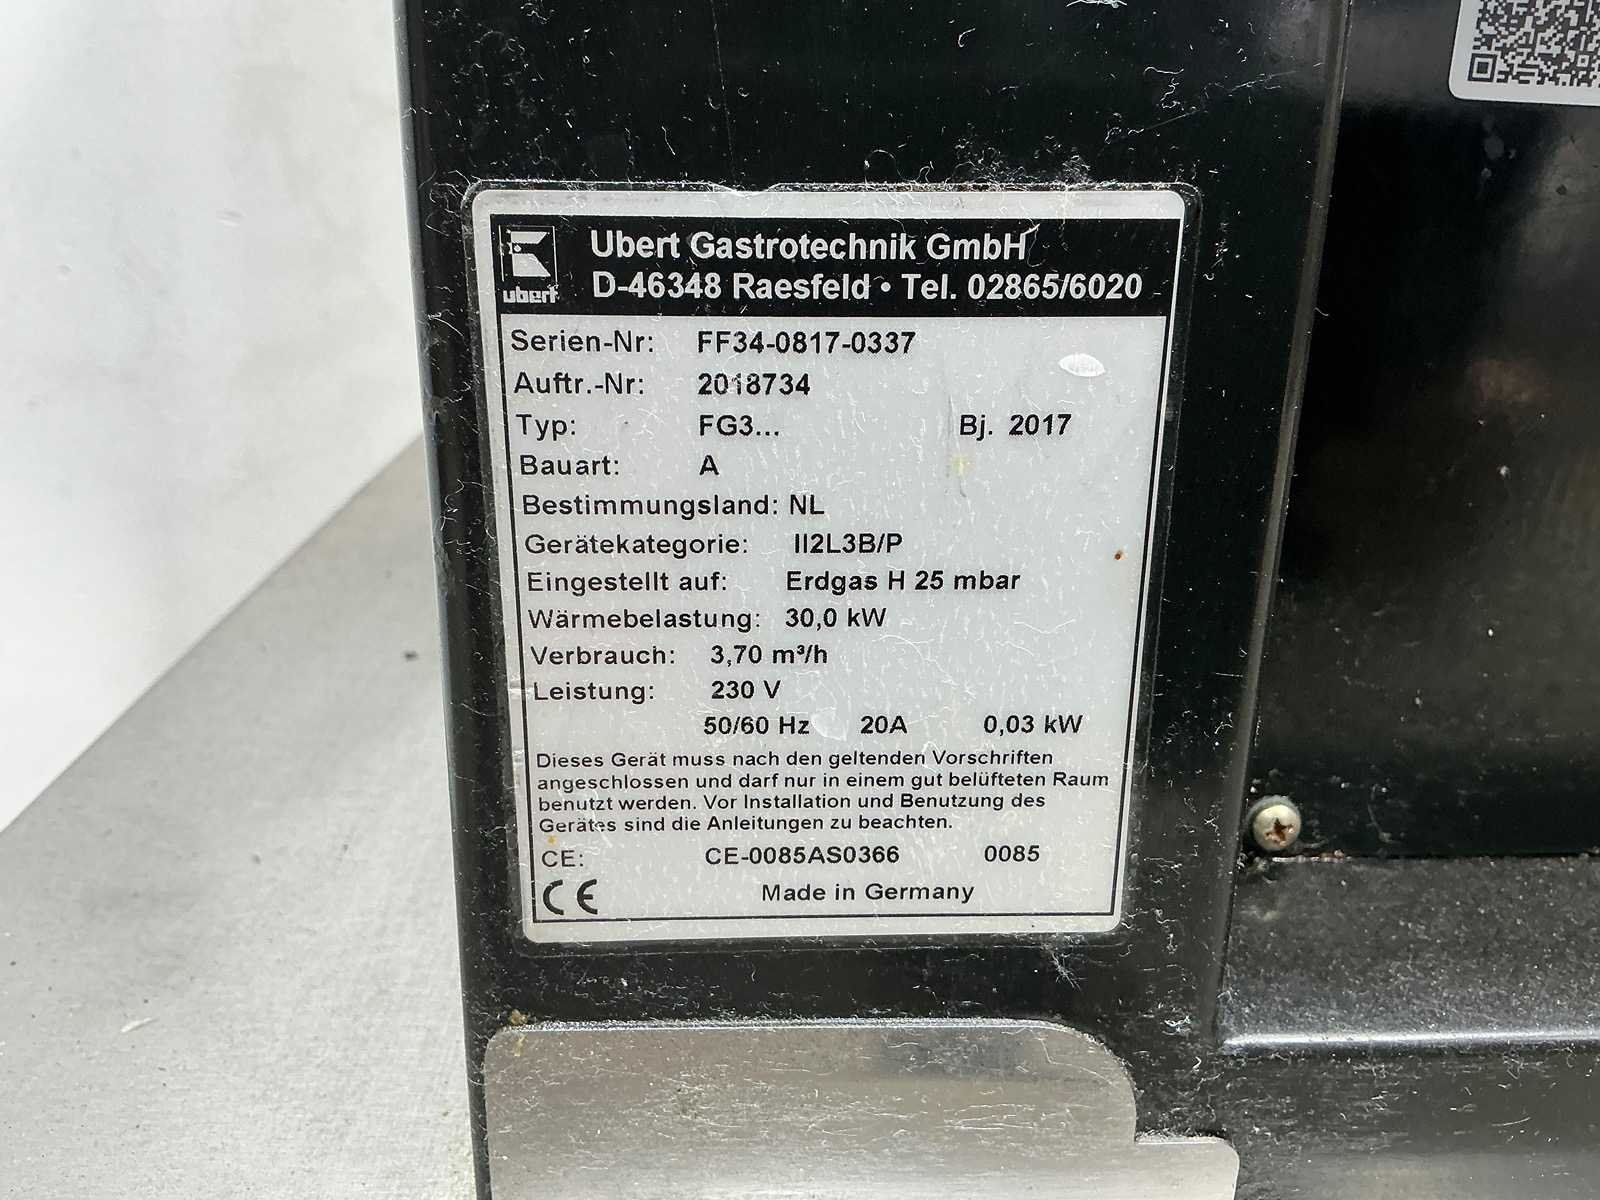 ubert
Ubert Gastrotechnik GmbH
D-46348 Raesfeld • Tel. 02865/6020
Serien-Nr: FF34-0817-0337
Auftr.-Nr: 2018734
Typ: FG3... Bj. 2017
Bauart: A
Bestimmungsland: NL
Gerätekategorie: II2L3B/P
Eingestellt auf: Erdgas H 25 mbar
Wärmebelastung: 30,0 kW
Verbrauch: 3,70 m³/h
Leistung: 230 V
50/60 Hz 20A 0,03 kW
Dieses Gerät muss nach den geltenden Vorschriften
angeschlossen und darf nur in einem gut belüfteten Raum
benutzt werden. Vor Installation und Benutzung des
Gerätes sind die Anleitungen zu beachten.
CE: CE-0085AS0366 0085
CE Made in Germany